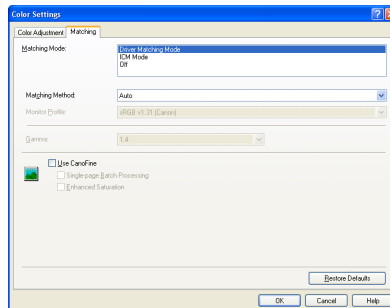 Color Settings
Color Adjustment Matching
Matching Mode:
Driver Matching Mode
ICM Mode
Off
Matching Method: Auto
Monitor Profile: sRGB v1.31 (Canon)
Gamma: 1.4
Use CanoFine
Single-page Batch Processing
Enhanced Saturation
Restore Defaults
OK Cancel Help